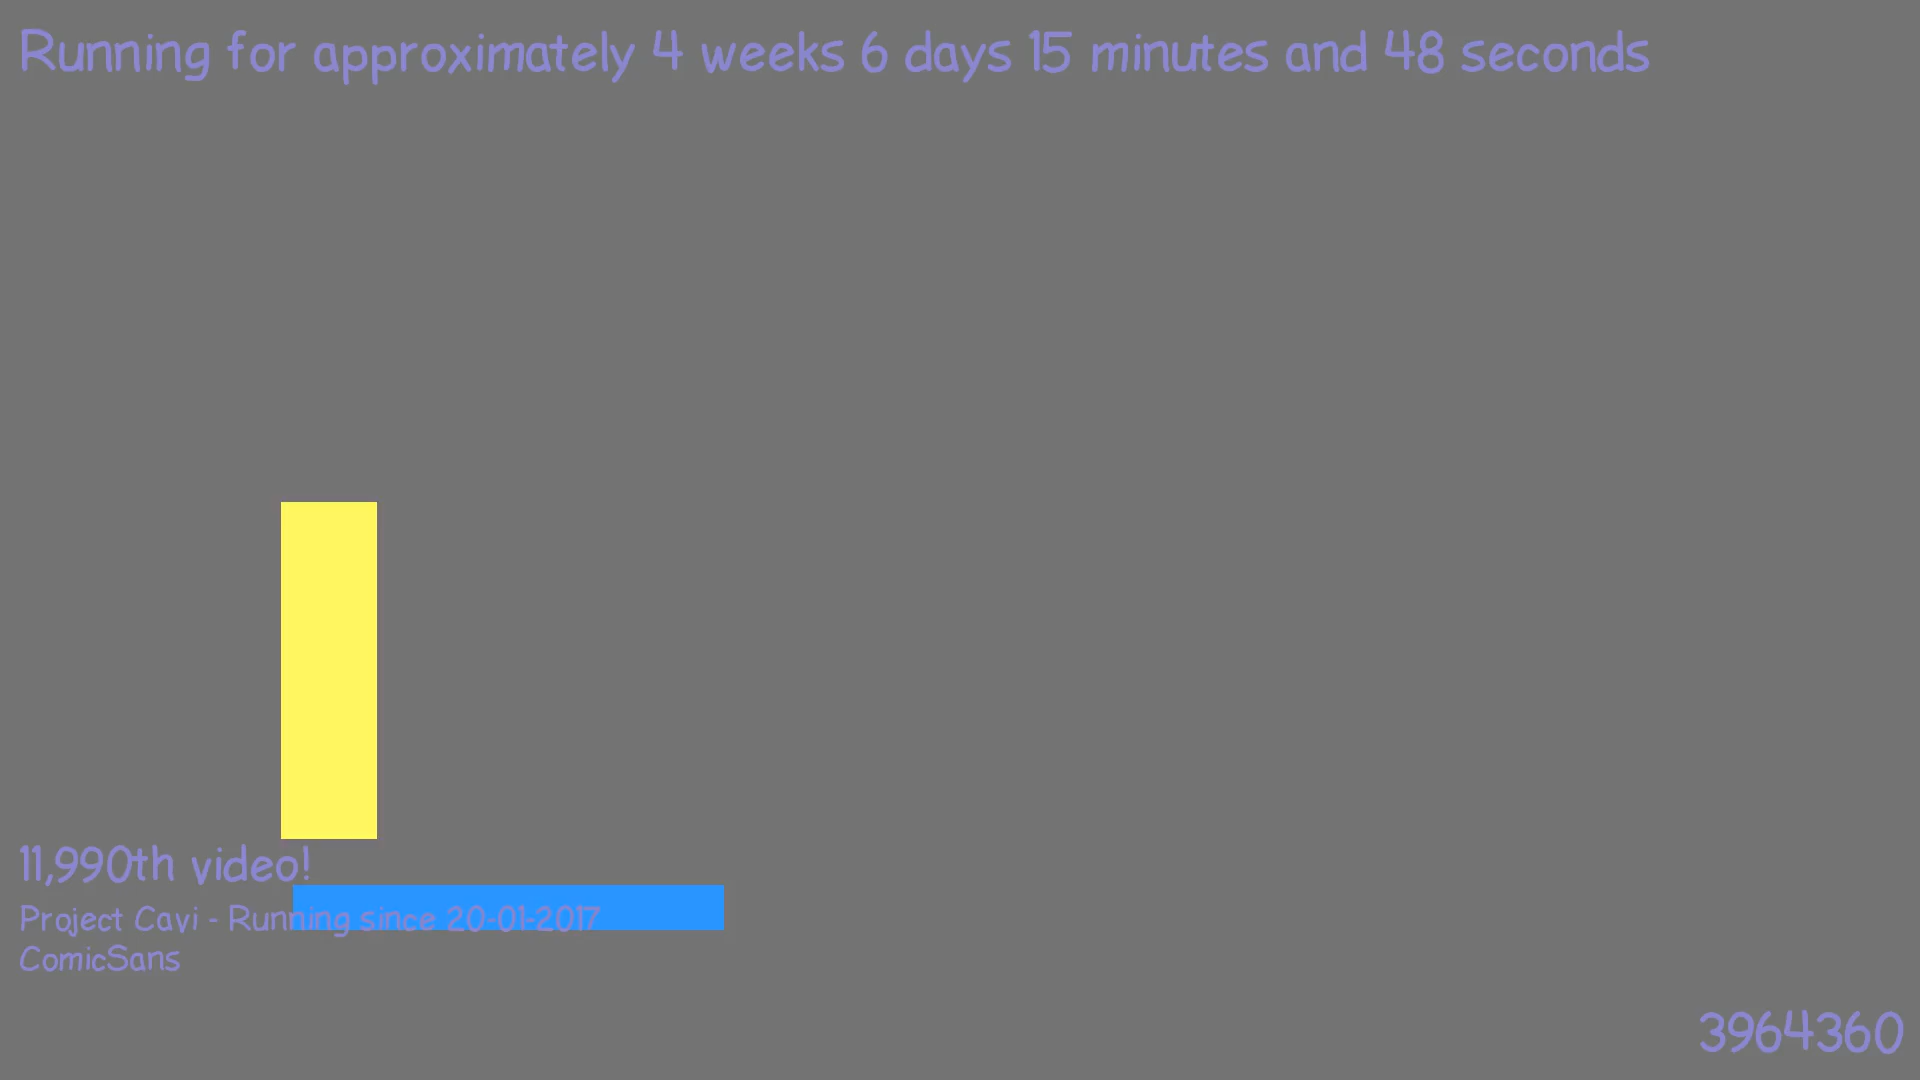 Running for approximately 4 weeks 6 days 15 minutes and 48 seconds
11,990th video!
Project Cavi - Running since 20-01-2017
ComicSans
3964360